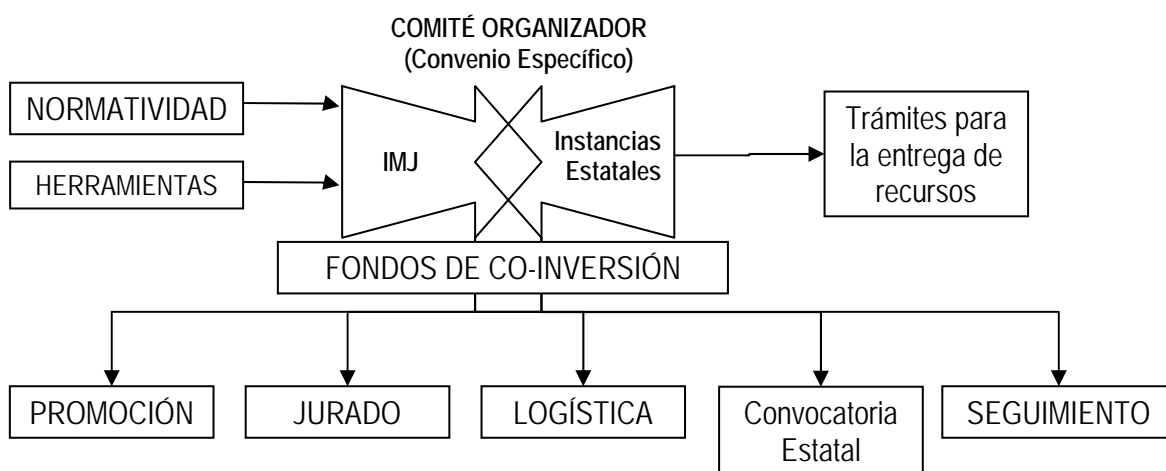 COMITÉ ORGANIZADOR
(Convenio Específico)
NORMATIVIDAD
HERRAMIENTAS
IMJ
Instancias
Estatales
Trámites para
la entrega de
recursos
FONDOS DE CO-INVERSIÓN
PROMOCIÓN
JURADO
LOGÍSTICA
Convocatoria
Estatal
SEGUIMIENTO